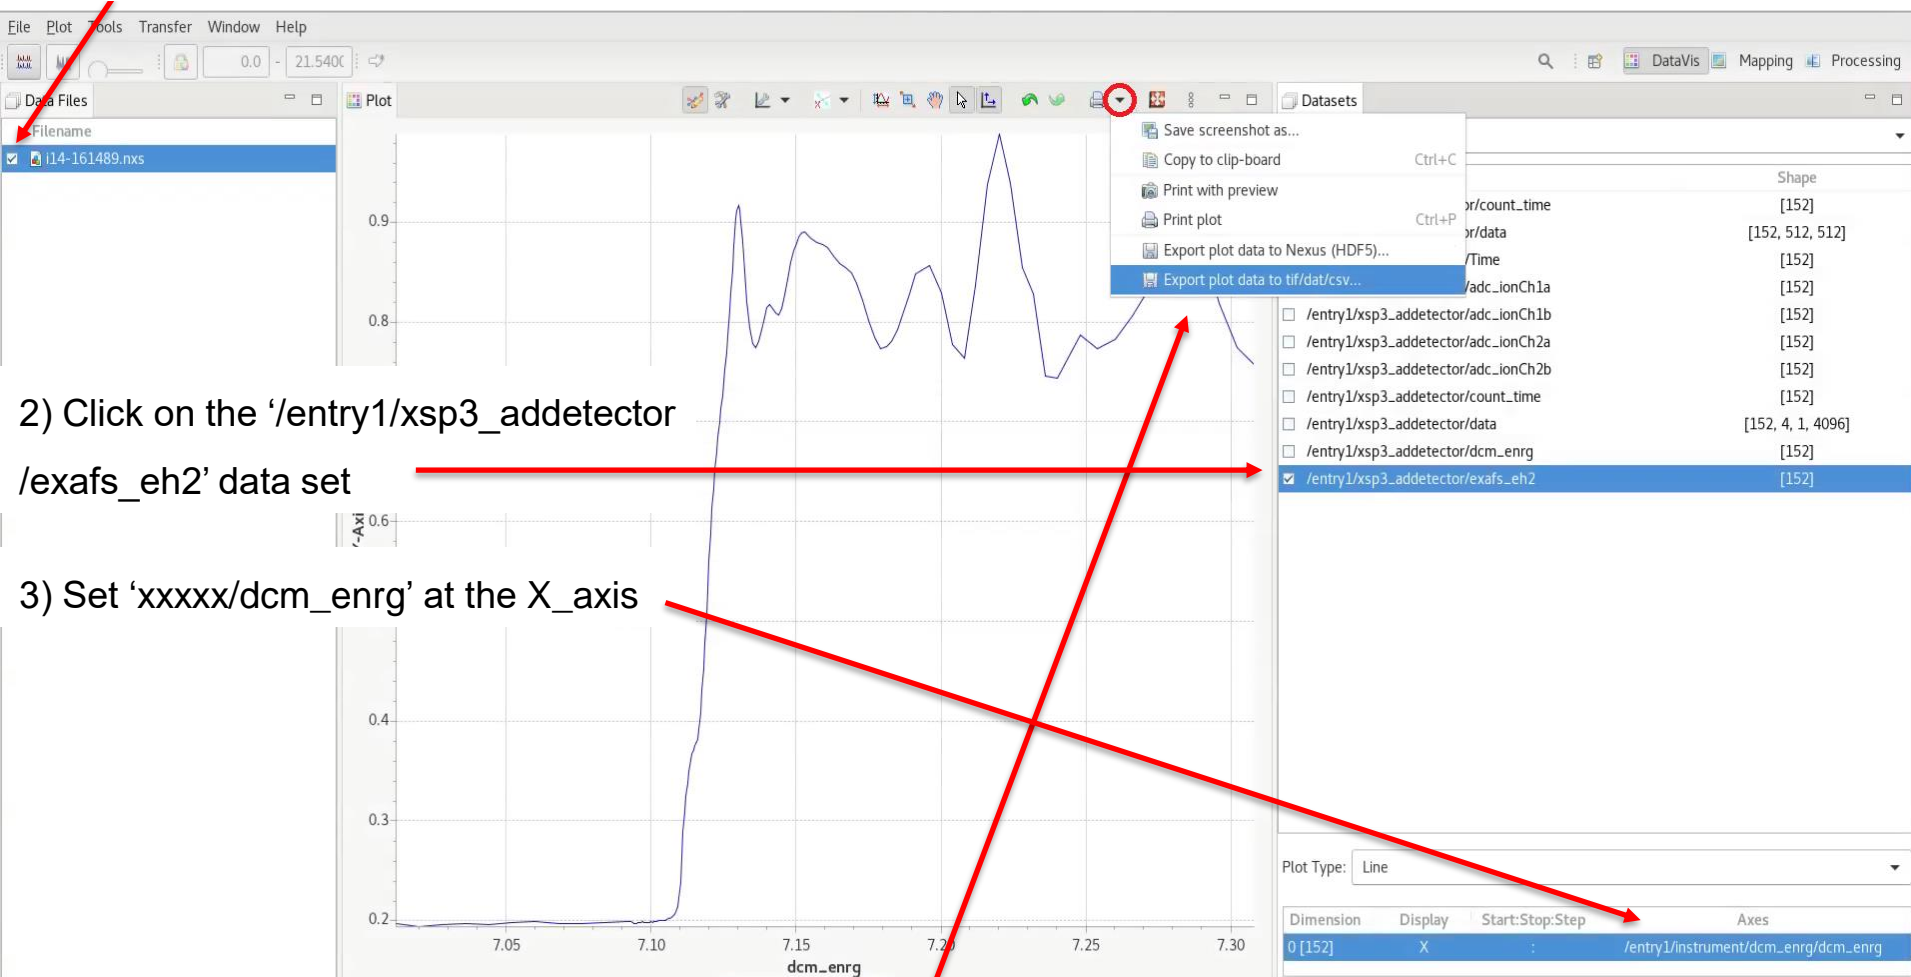 File Plot Tools Transfer Window Help
0.0 - 21.5400
DataVis Mapping Processing
Data Files
Filename
i14-161489.nxs
Plot
Datasets
Save screenshot as...
Copy to clip-board Ctrl+C
Print with preview
Print plot Ctrl+P
Export plot data to Nexus (HDF5)...
Export plot data to tif/dat/csv...
Shape
or/count_time [152]
or/data [152, 512, 512]
/Time [152]
/adc_ionCh1a [152]
/entry1/xsp3_addetector/adc_ionCh1b [152]
/entry1/xsp3_addetector/adc_ionCh2a [152]
/entry1/xsp3_addetector/adc_ionCh2b [152]
/entry1/xsp3_addetector/count_time [152]
/entry1/xsp3_addetector/data [152, 4, 1, 4096]
/entry1/xsp3_addetector/dcm_enrg [152]
/entry1/xsp3_addetector/exafs_eh2 [152]
0.9
0.8
2) Click on the ‘/entry1/xsp3_addetector
/exafs_eh2’ data set
0.6
Y-Axi
3) Set ‘xxxxx/dcm_enrg’ at the X_axis
0.4
0.3
0.2
7.05 7.10 7.15 7.20 7.25 7.30
dcm_enrg
Plot Type: Line
Dimension Display Start:Stop:Step Axes
0 [152] X : /entry1/instrument/dcm_enrg/dcm_enrg